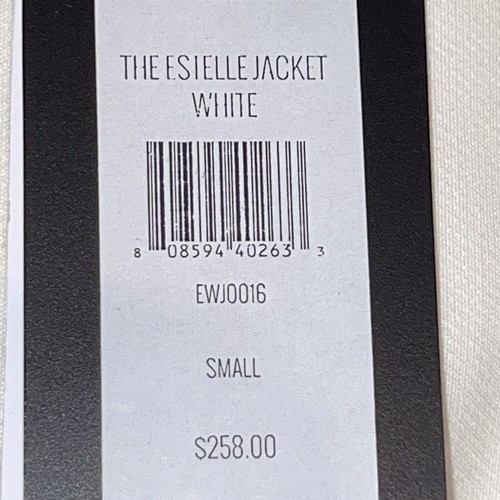 THE ESTELLE JACKET
WHITE
8 08594 40263 3
EWJ0016
SMALL
$258.00